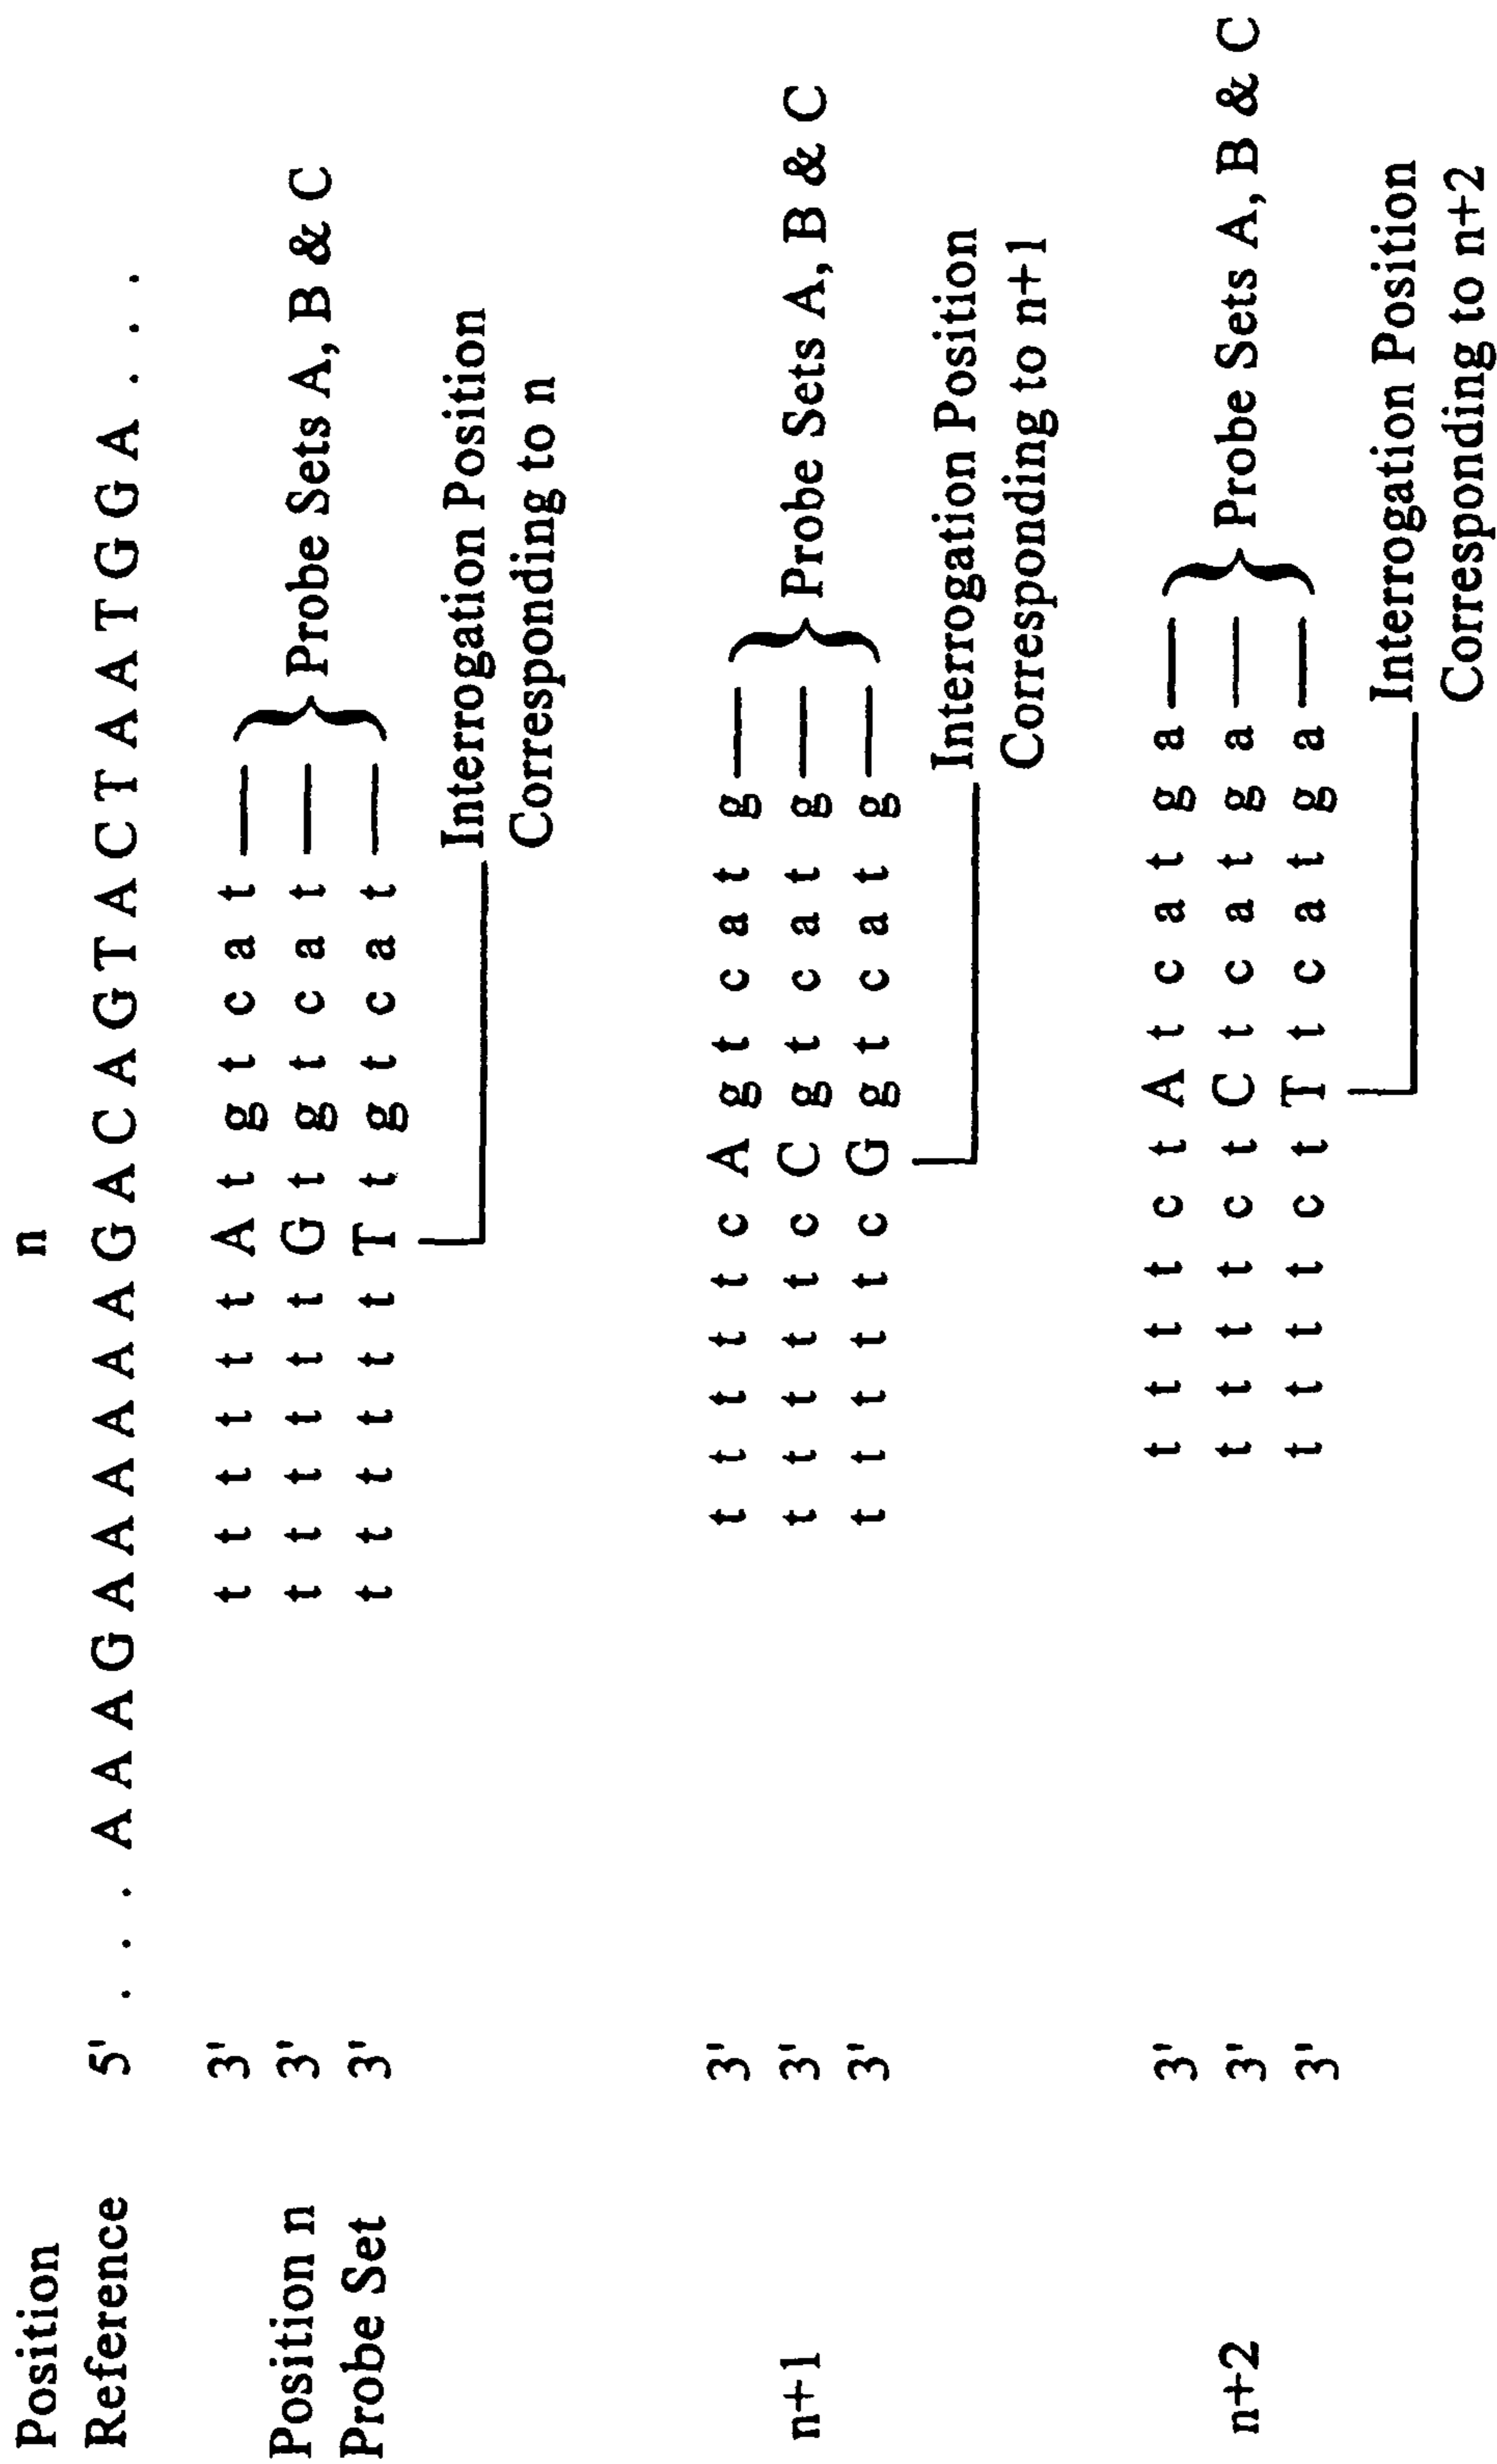 Position n
Reference 5' . . . A A A G A A A A A A G A C A G T A C T A A T G G A . . .
3' t t t t t t A t g t c a t
Position n 3' t t t t t t G t g t c a t } Probe Sets A, B & C
Probe Set 3' t t t t t t T t g t c a t
Interrogation Position
Corresponding to n
3' t t t t t c A g t c a t g
n+1 3' t t t t t c C g t c a t g } Probe Sets A, B & C
3' t t t t t c G g t c a t g
Interrogation Position
Corresponding to n+1
3' t t t t c t A t c a t g a
n+2 3' t t t t c t C t c a t g a } Probe Sets A, B & C
3' t t t t c t T t c a t g a
Interrogation Position
Corresponding to n+2